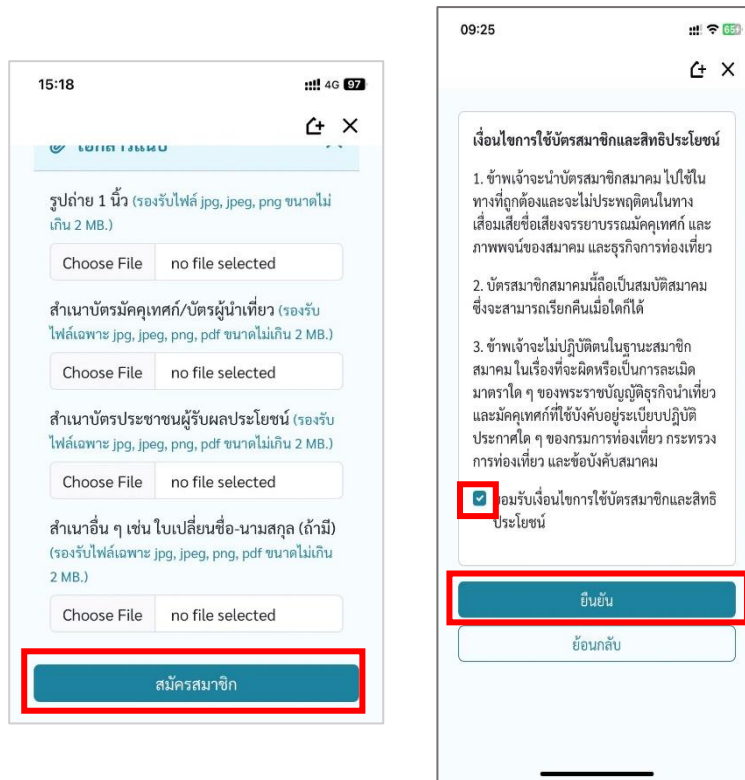 15:18
4G 97
เอกสารแนบ
รูปถ่าย 1 นิ้ว (รองรับไฟล์ jpg, jpeg, png ขนาดไม่
เกิน 2 MB.)
Choose File no file selected
สำเนาบัตรมัคคุเทศก์/บัตรผู้นำเที่ยว (รองรับ
ไฟล์เฉพาะ jpg, jpeg, png, pdf ขนาดไม่เกิน 2 MB.)
Choose File no file selected
สำเนาบัตรประชาชนผู้รับผลประโยชน์ (รองรับ
ไฟล์เฉพาะ jpg, jpeg, png, pdf ขนาดไม่เกิน 2 MB.)
Choose File no file selected
สำเนาอื่น ๆ เช่น ใบเปลี่ยนชื่อ-นามสกุล (ถ้ามี)
(รองรับไฟล์เฉพาะ jpg, jpeg, png, pdf ขนาดไม่เกิน
2 MB.)
Choose File no file selected
สมัครสมาชิก
09:25
65
เงื่อนไขการใช้บัตรสมาชิกและสิทธิประโยชน์
1. ข้าพเจ้าจะนำบัตรสมาชิกสมาคม ไปใช้ใน
ทางที่ถูกต้องและจะไม่ประพฤติตนในทาง
เสื่อมเสียชื่อเสียงจรรยาบรรณมัคคุเทศก์ และ
ภาพพจน์ของสมาคม และธุรกิจการท่องเที่ยว
2. บัตรสมาชิกสมาคมนี้ถือเป็นสมบัติสมาคม
ซึ่งจะสามารถเรียกคืนเมื่อใดก็ได้
3. ข้าพเจ้าจะไม่ปฏิบัติตนในฐานะสมาชิก
สมาคม ในเรื่องที่จะผิดหรือเป็นการละเมิด
มาตราใด ๆ ของพระราชบัญญัติธุรกิจนำเที่ยว
และมัคคุเทศก์ที่ใช้บังคับอยู่ระเบียบปฏิบัติ
ประกาศใด ๆ ของกรมการท่องเที่ยว กระทรวง
การท่องเที่ยว และข้อบังคับสมาคม
ยอมรับเงื่อนไขการใช้บัตรสมาชิกและสิทธิ
ประโยชน์
ยืนยัน
ย้อนกลับ